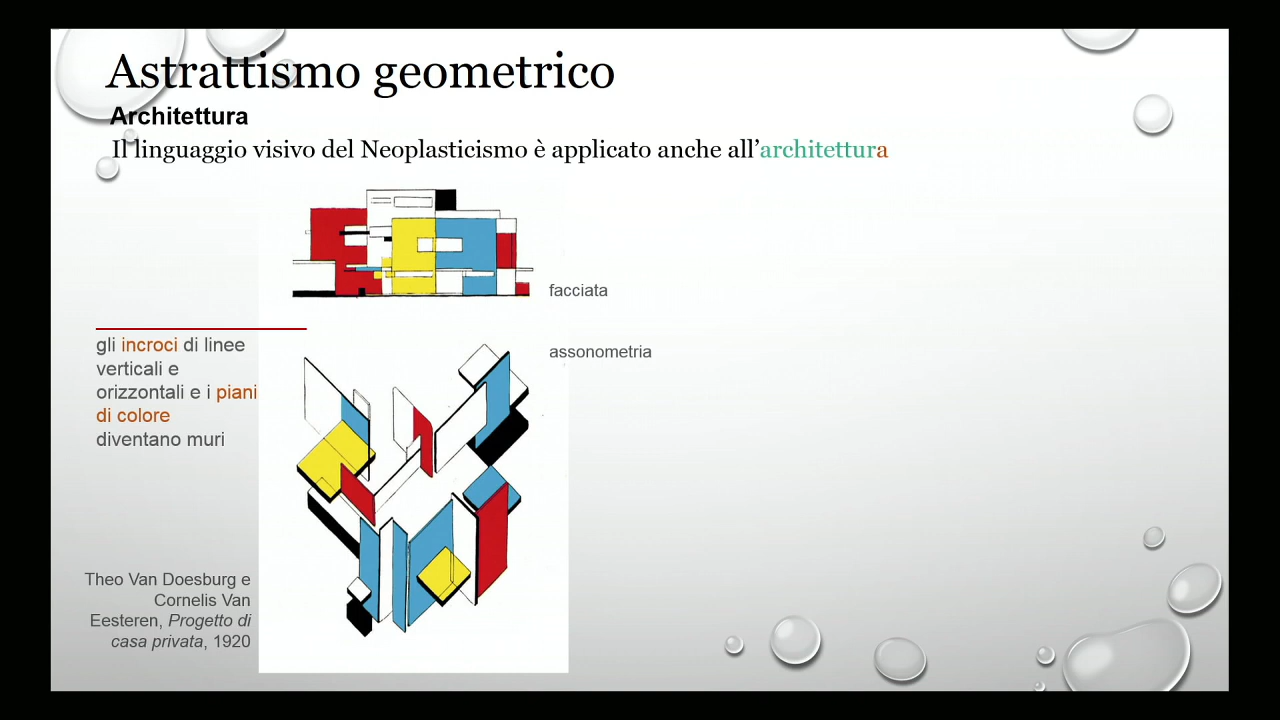 Astrattismo geometrico
Architettura
Il linguaggio visivo del Neoplasticismo è applicato anche all’architettura
facciata
assonometria
gli incroci di linee
verticali e
orizzontali e i piani
di colore
diventano muri
Theo Van Doesburg e
Cornelis Van
Eesteren, Progetto di
casa privata, 1920